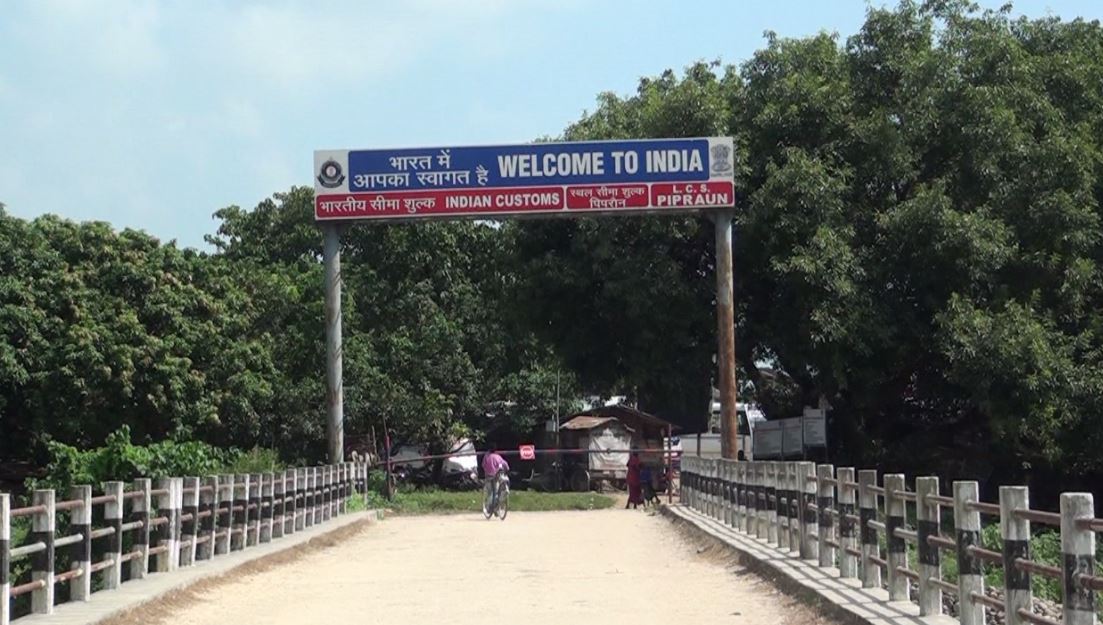 भारत में
आपका स्वागत है
WELCOME TO INDIA
भारतीय सीमा शुल्क INDIAN CUSTOMS
स्थल सीमा शुल्क
पिपरौन
L. C. S.
PIPRAUN